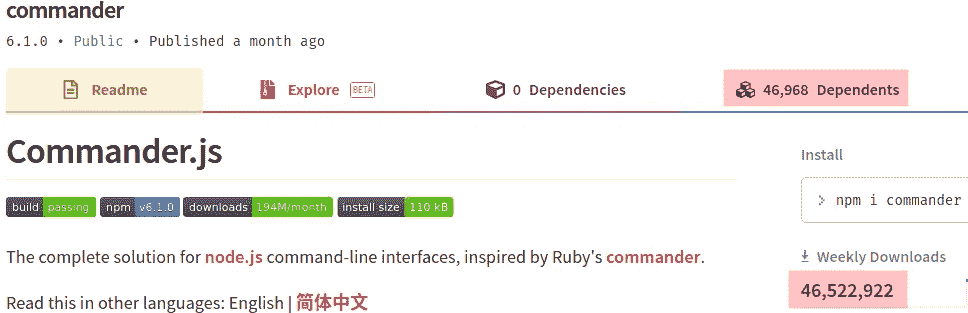 commander
6.1.0 • Public • Published a month ago
Readme Explore BETA 0 Dependencies 46,968 Dependents
Commander.js
Install
build passing npm v6.1.0 downloads 194M/month install size 110 kB
> npm i commander
The complete solution for node.js command-line interfaces, inspired by Ruby's commander.
Weekly Downloads
46,522,922
Read this in other languages: English | 简体中文